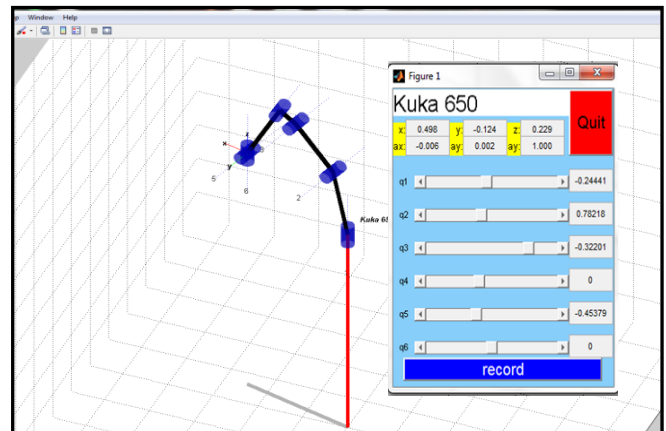 Window Help
Figure 1
Kuka 650
Quit
x: 0.498 y: -0.124 z: 0.229
ax: -0.006 ay: 0.002 ay: 1.000
q1 -0.24441
q2 0.78218
q3 -0.32201
q4 0
q5 -0.45379
q6 0
record
z
x
y
5
6
2
Kuka 65